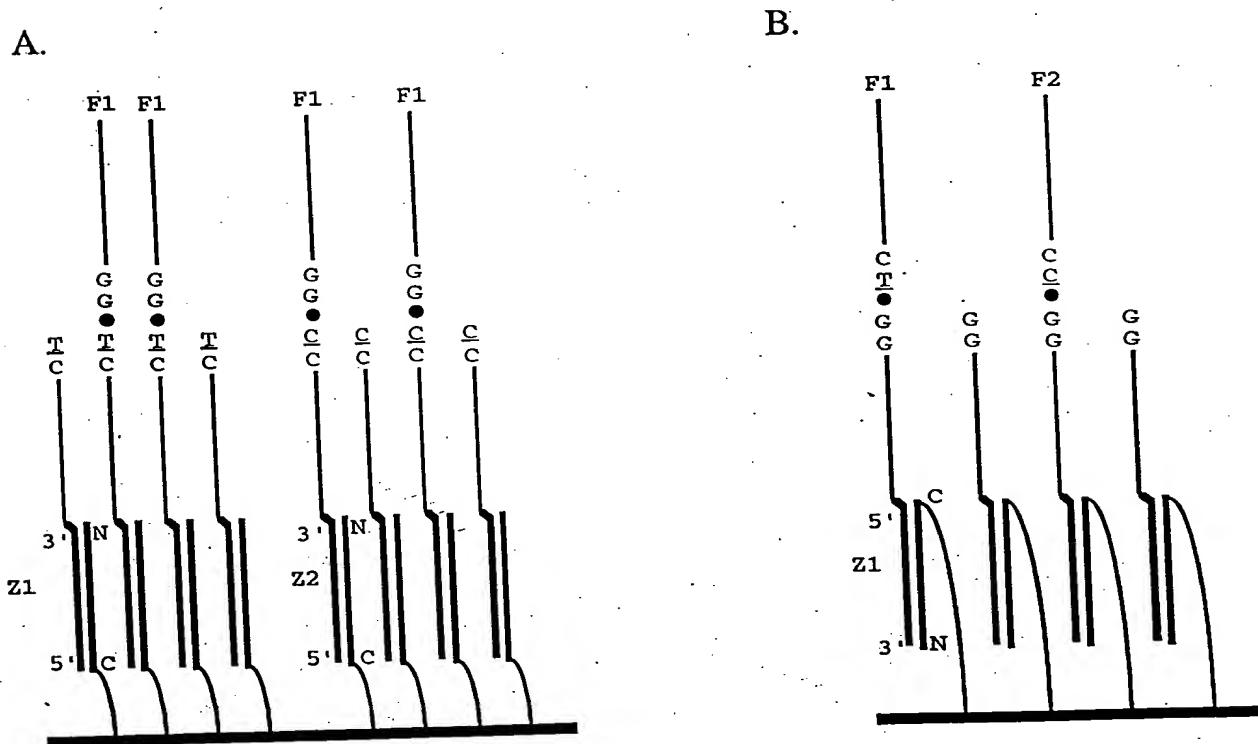 A.
B.
F1 F1 F1 F1
F1 F2
G G G G
G G G G
T T T C C C C
C C C C C C C C
C C
T C
G G G G
G G G G
3' N 3' N
Z1 Z2
5' C 5' C
5' C
Z1
3' N